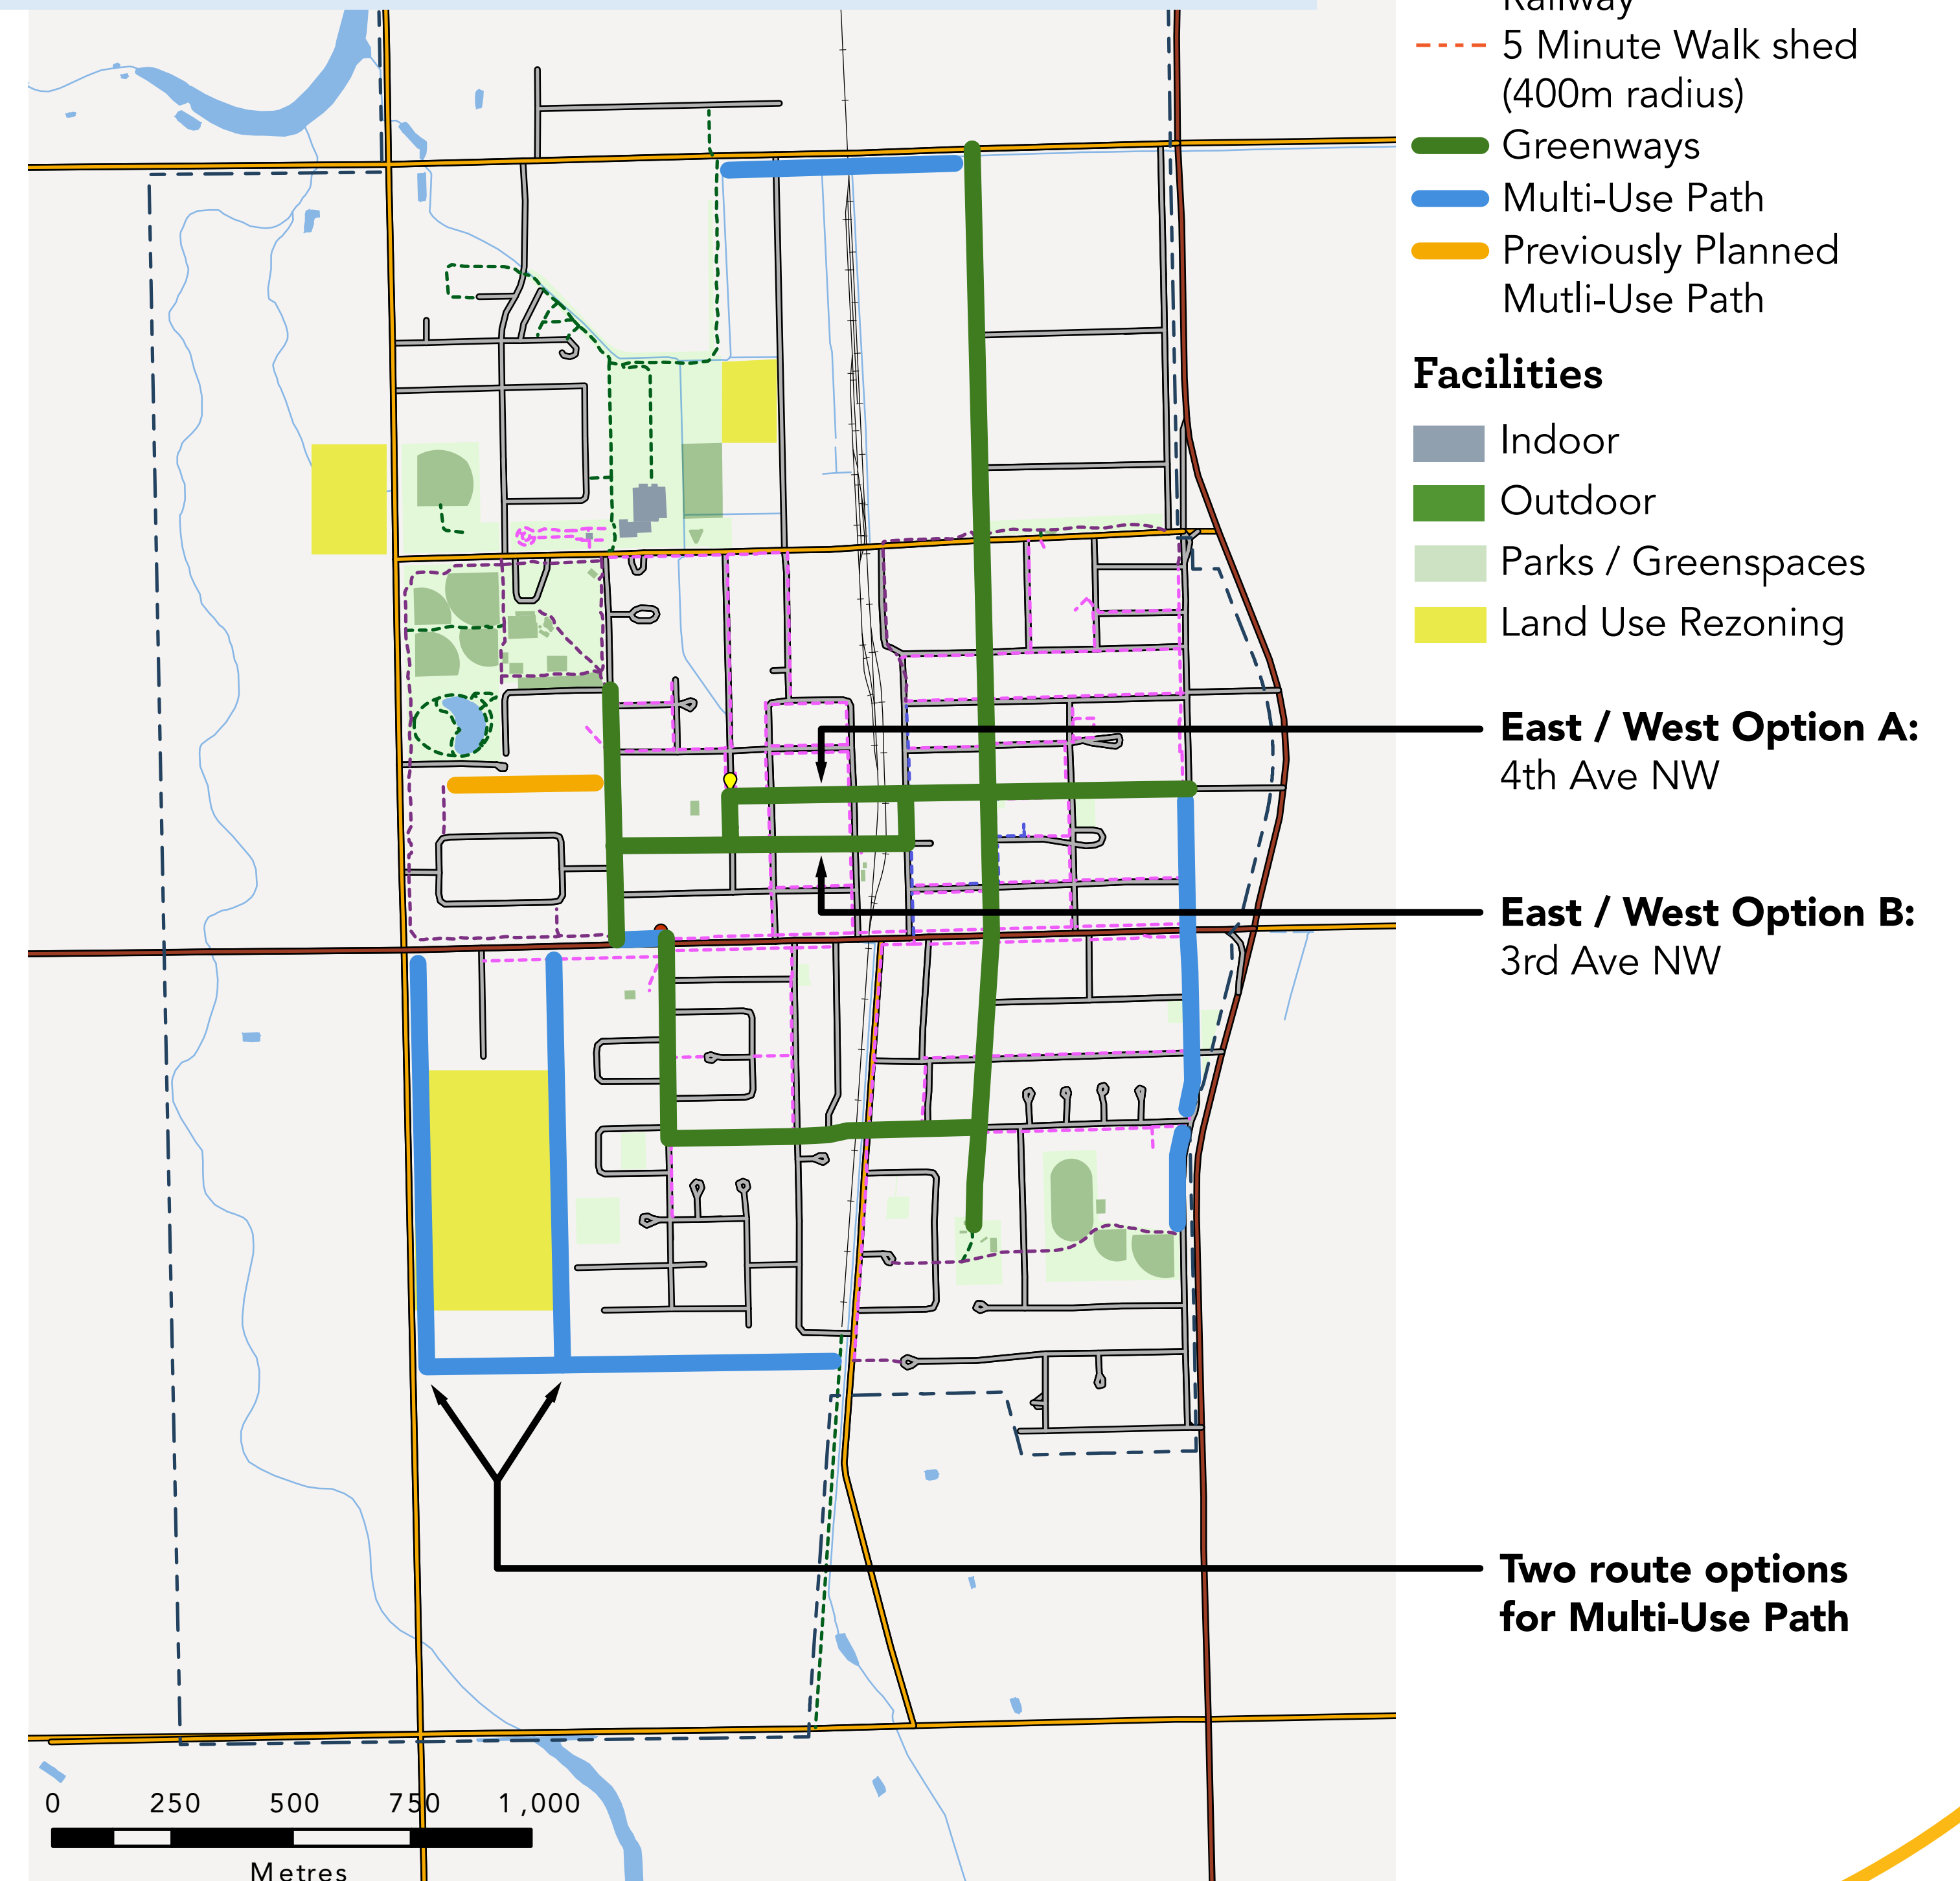 Railway
5 Minute Walk shed
(400m radius)
Greenways
Multi-Use Path
Previously Planned
Mutli-Use Path
Facilities
Indoor
Outdoor
Parks / Greenspaces
Land Use Rezoning
East / West Option A:
4th Ave NW
East / West Option B:
3rd Ave NW
Two route options
for Multi-Use Path
0 250 500 750 1,000
Metres